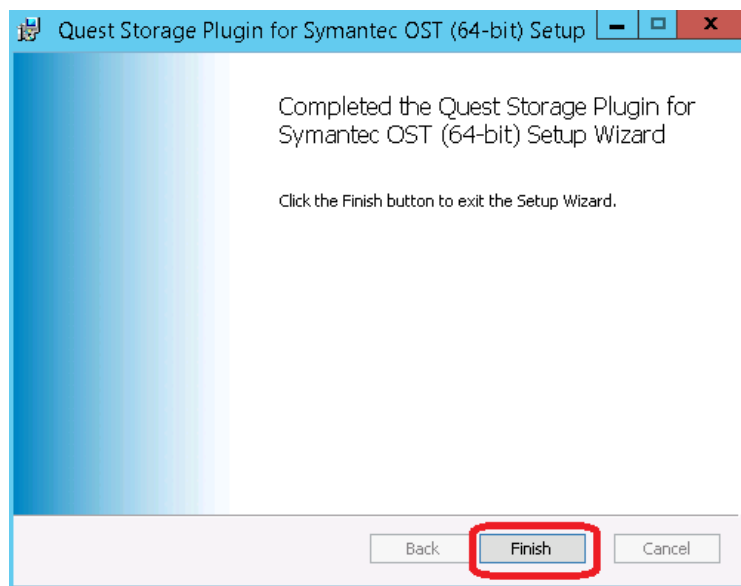 Quest Storage Plugin for Symantec OST (64-bit) Setup
Completed the Quest Storage Plugin for
Symantec OST (64-bit) Setup Wizard
Click the Finish button to exit the Setup Wizard.
Back Finish Cancel